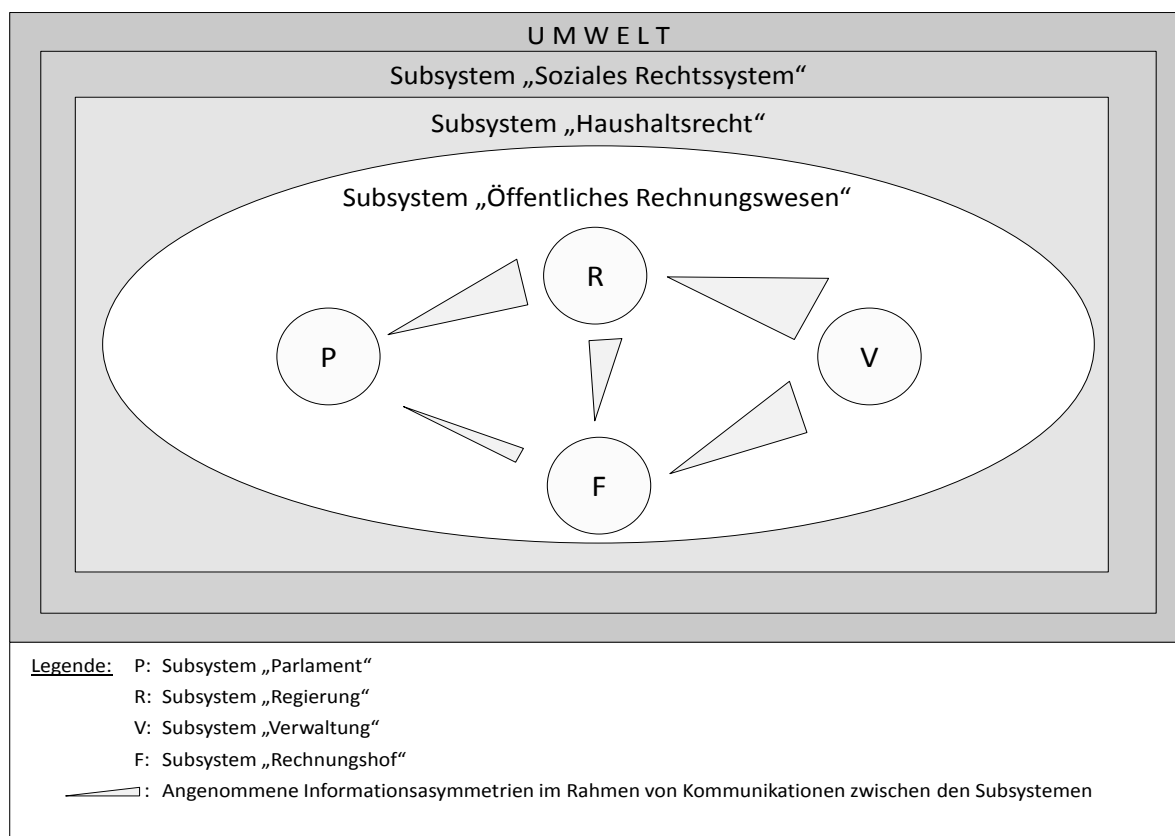 U M W E L T
Subsystem „Soziales Rechtssystem“
Subsystem „Haushaltsrecht“
Subsystem „Öffentliches Rechnungswesen“
R
P
V
F
Legende: P: Subsystem „Parlament“
R: Subsystem „Regierung“
V: Subsystem „Verwaltung“
F: Subsystem „Rechnungshof“
: Angenommene Informationsasymmetrien im Rahmen von Kommunikationen zwischen den Subsystemen